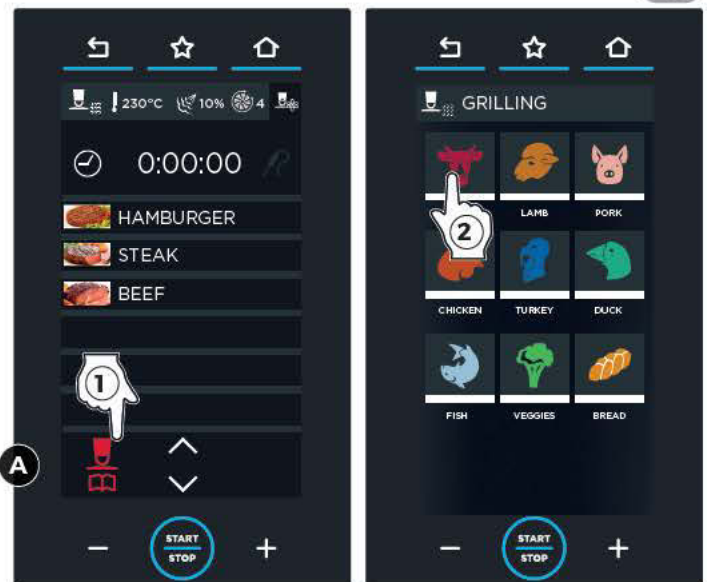 230°C 10% 4
0:00:00
HAMBURGER
STEAK
BEEF
1
A
− START STOP +
GRILLING
2
LAMB PORK
CHICKEN TURKEY DUCK
FISH VEGGIES BREAD
− START STOP +